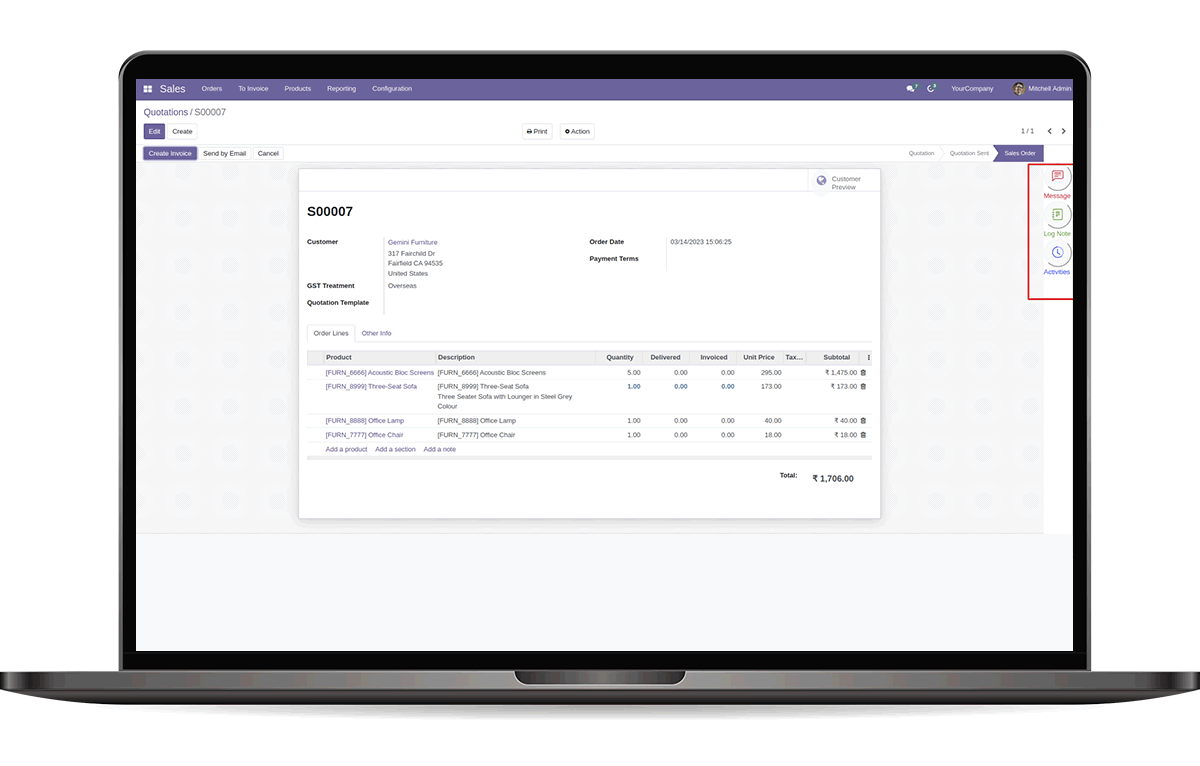 Sales Orders To Invoice Products Reporting Configuration YourCompany Mitchell Admin
Quotations / S00007
Edit Create Print Action 1 / 1
Create Invoice Send by Email Cancel Quotation Quotation Sent Sales Order
Customer
Preview
Message
Log Note
Activities
S00007
Customer Gemini Furniture
317 Fairchild Dr
Fairfield CA 94535
United States
GST Treatment Overseas
Quotation Template
Order Date 03/14/2023 15:06:25
Payment Terms
Order Lines Other Info
Product Description Quantity Delivered Invoiced Unit Price Tax... Subtotal
[FURN_6666] Acoustic Bloc Screens [FURN_6666] Acoustic Bloc Screens 5.00 0.00 0.00 295.00 ₹ 1,475.00
[FURN_8999] Three-Seat Sofa [FURN_8999] Three-Seat Sofa 1.00 0.00 0.00 173.00 ₹ 173.00
Three Seater Sofa with Lounger in Steel Grey
Colour
[FURN_8888] Office Lamp [FURN_8888] Office Lamp 1.00 0.00 0.00 40.00 ₹ 40.00
[FURN_7777] Office Chair [FURN_7777] Office Chair 1.00 0.00 0.00 18.00 ₹ 18.00
Add a product Add a section Add a note
Total: ₹ 1,706.00